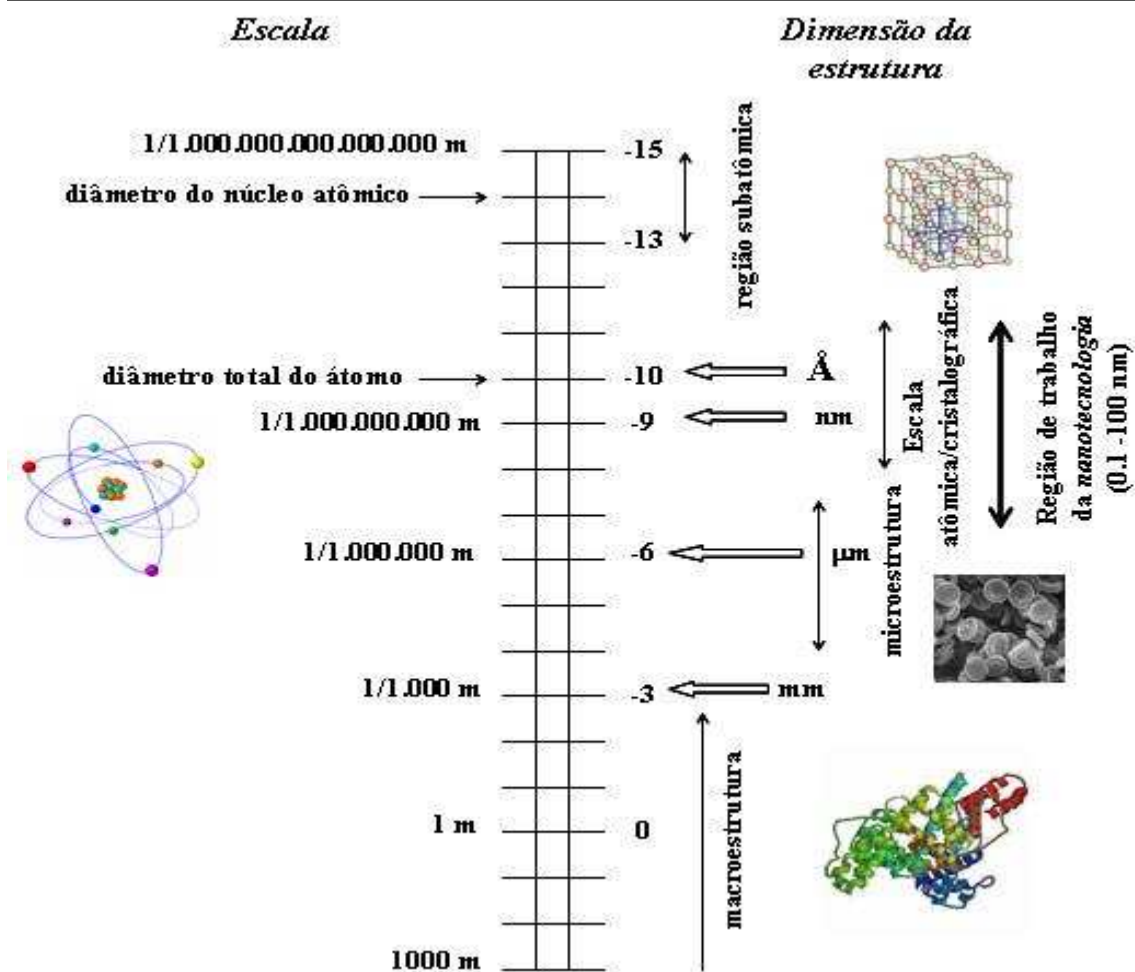 Escala
Dimensão da
estrutura
1/1.000.000.000.000.000 m
-15
diâmetro do núcleo atômico
-13
região subatômica
diâmetro total do átomo
-10
Å
1/1.000.000.000 m
-9
nm
Escala
atômica/cristalográfica
Região de trabalho
da nanotecnologia
(0.1 -100 nm)
1/1.000.000 m
-6
μm
microestrutura
1/1.000 m
-3
mm
macroestrutura
1 m
0
1000 m